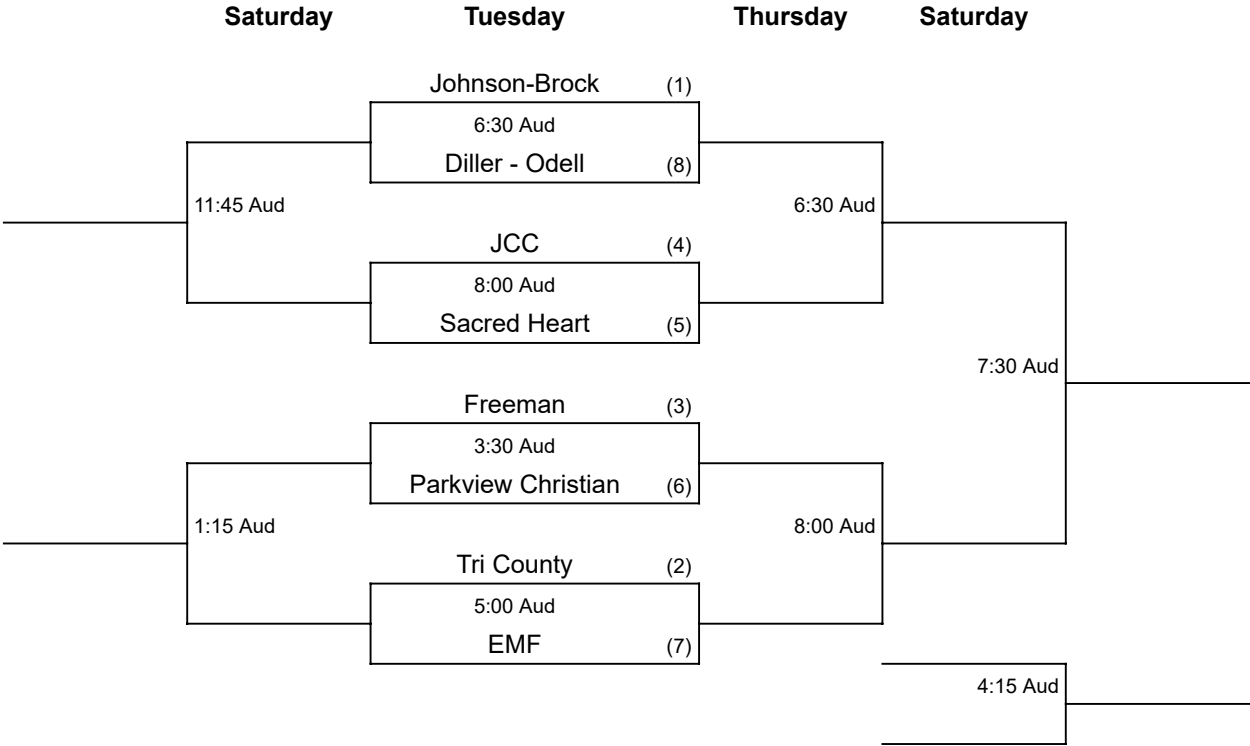 Saturday Tuesday Thursday Saturday
Johnson-Brock (1)
6:30 Aud
Diller - Odell (8)
11:45 Aud 6:30 Aud
JCC (4)
8:00 Aud
Sacred Heart (5)
7:30 Aud
Freeman (3)
3:30 Aud
Parkview Christian (6)
1:15 Aud 8:00 Aud
Tri County (2)
5:00 Aud
EMF (7)
4:15 Aud